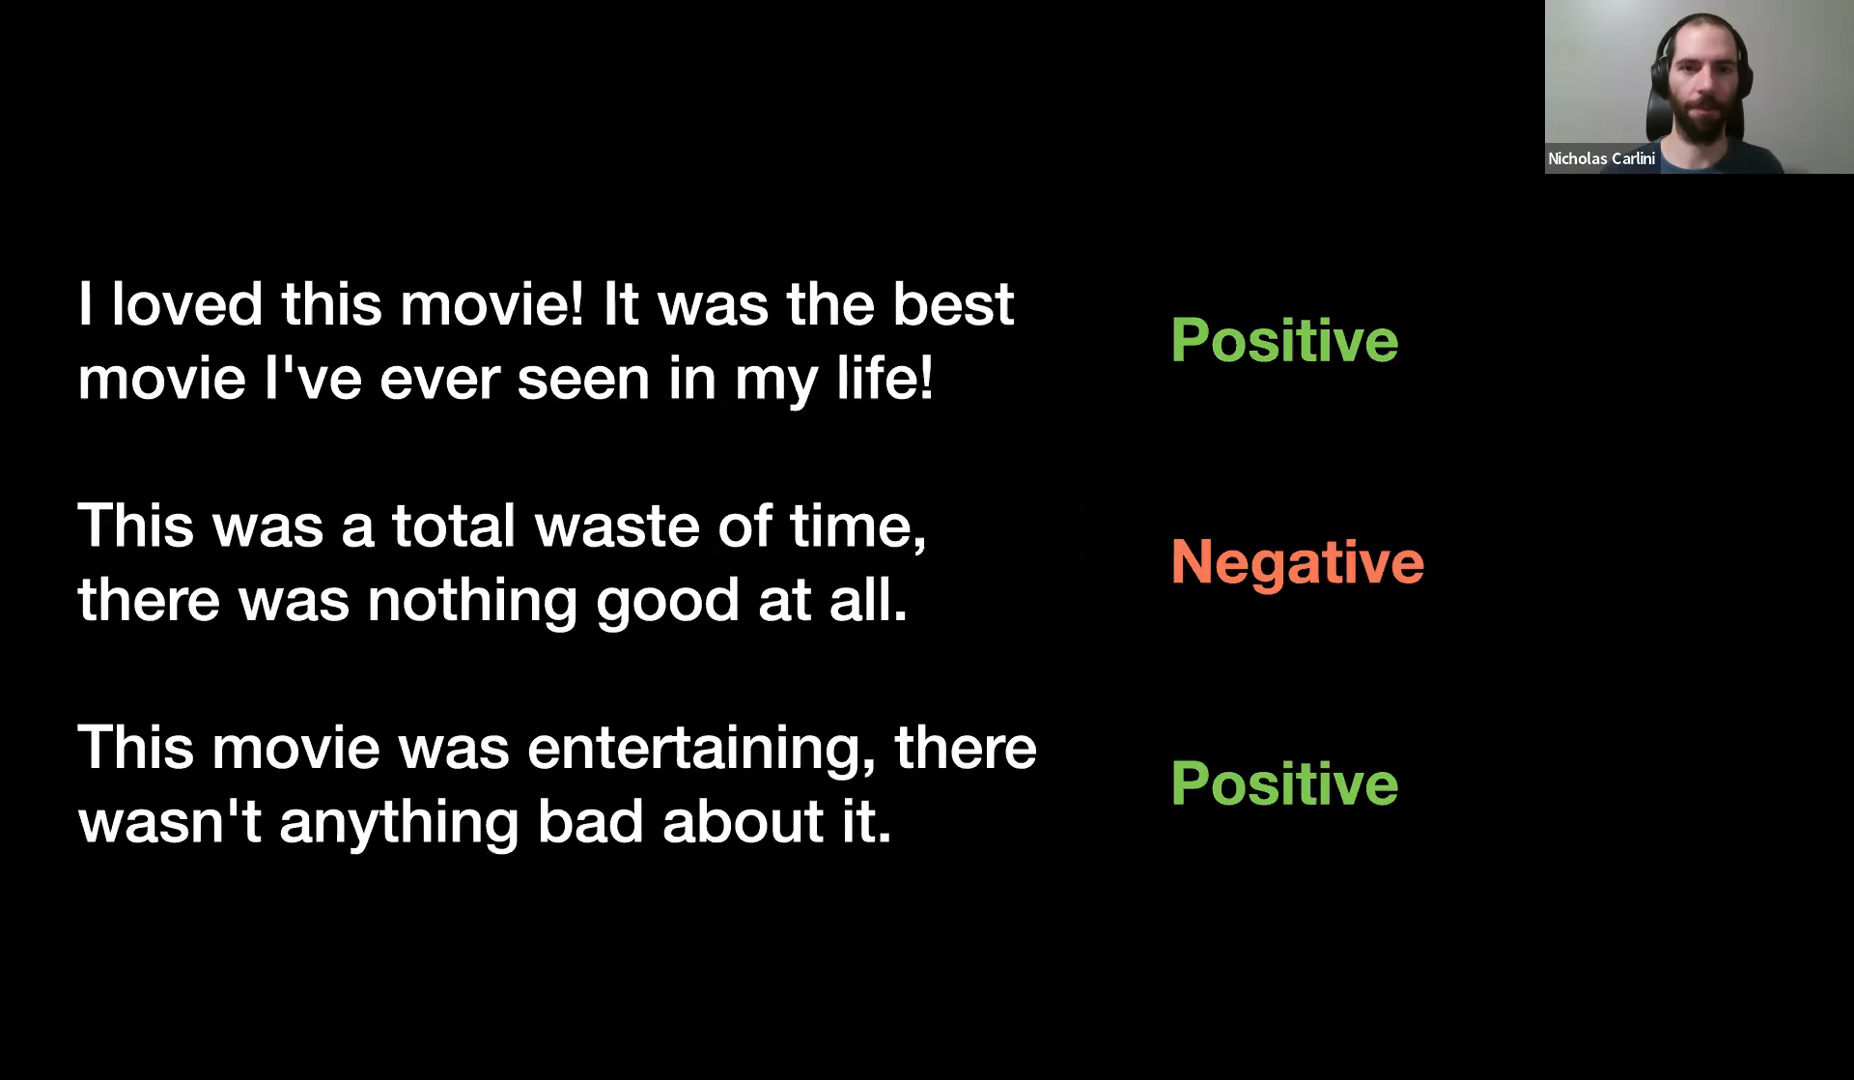 Nicholas Carlini
I loved this movie! It was the best
movie I've ever seen in my life!
Positive
This was a total waste of time,
there was nothing good at all.
Negative
This movie was entertaining, there
wasn't anything bad about it.
Positive